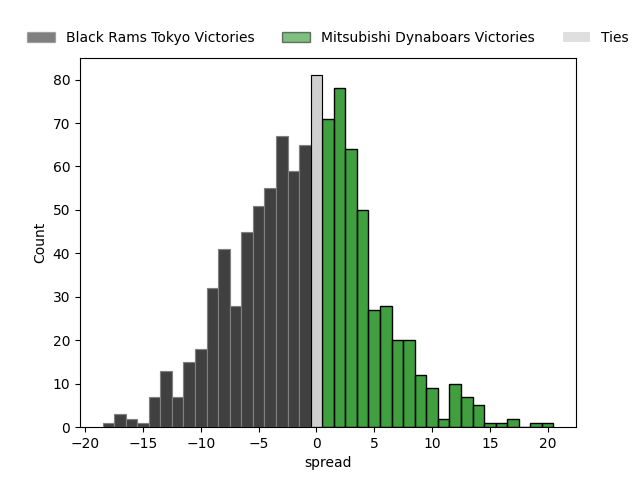 Black Rams Tokyo Victories Mitsubishi Dynaboars Victories Ties
80
70
60
50
40
30
20
10
0
−20 −15 −10 −5 0 5 10 15 20
Count
spread